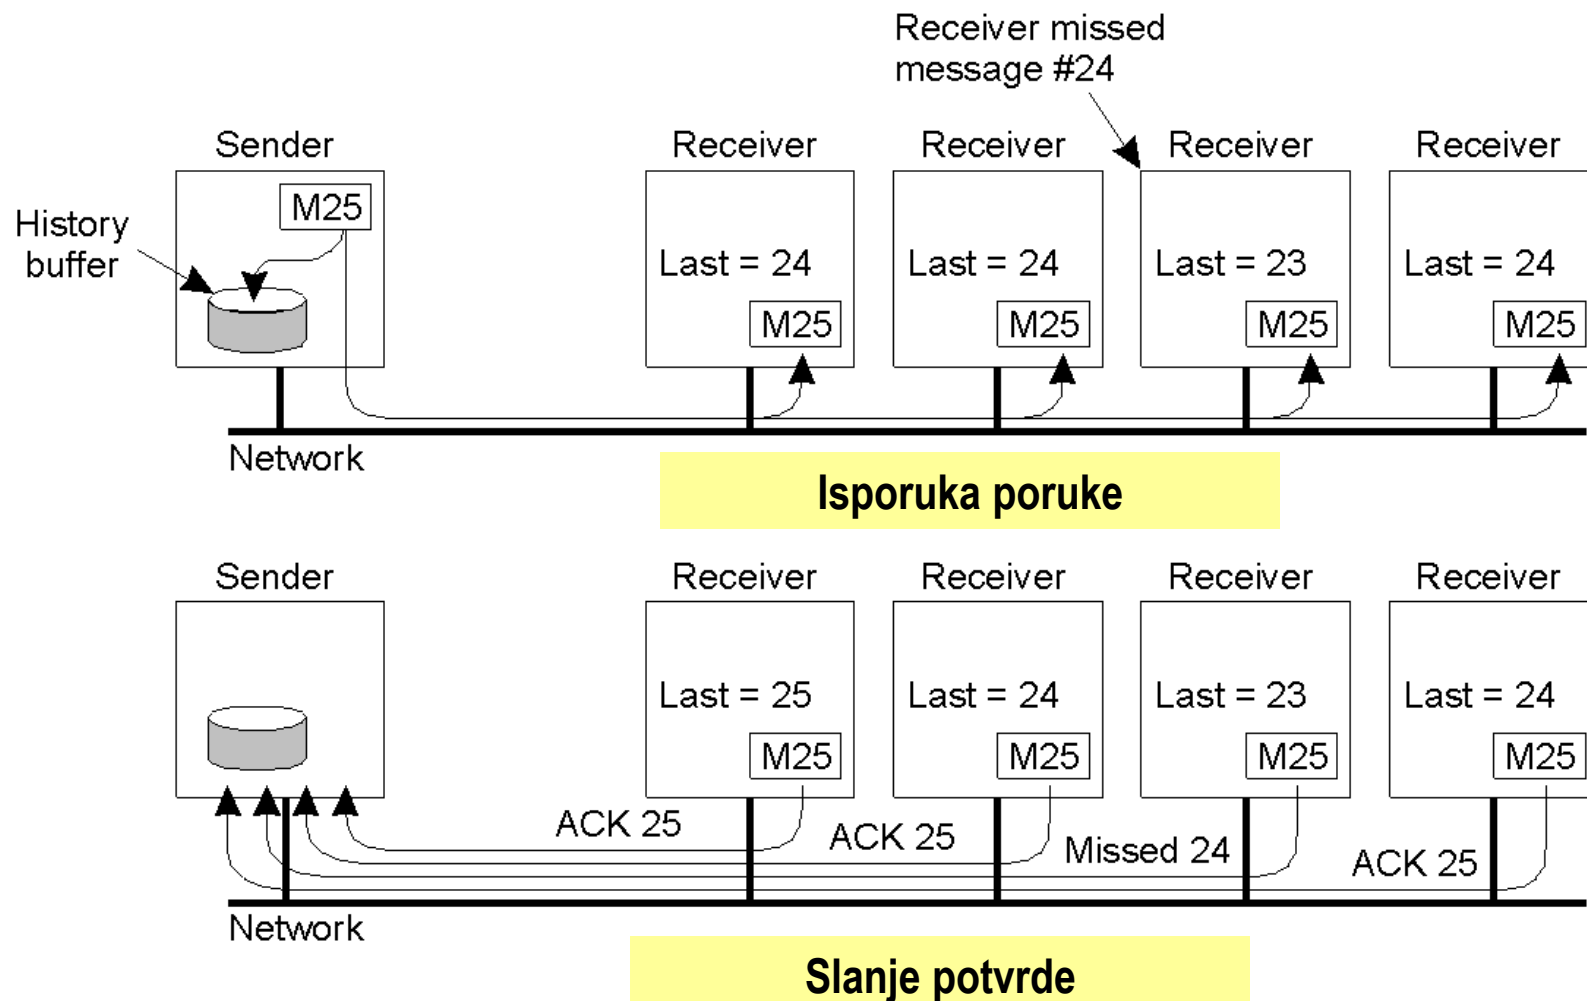 Receiver missed
message #24
Sender
Receiver
Receiver
Receiver
Receiver
History
buffer
M25
Last = 24
Last = 24
Last = 23
Last = 24
M25
M25
M25
M25
Network
Isporuka poruke
Sender
Receiver
Receiver
Receiver
Receiver
Last = 25
Last = 24
Last = 23
Last = 24
M25
M25
M25
M25
ACK 25
ACK 25
Missed 24
ACK 25
Network
Slanje potvrde